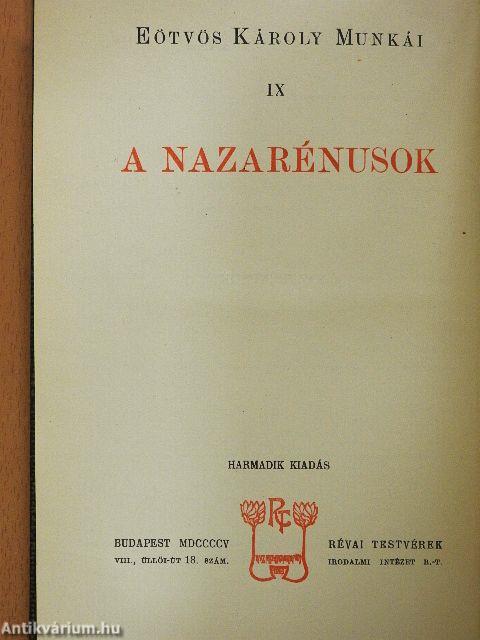 EÖTVÖS KÁROLY MUNKÁI
IX
A NAZARÉNUSOK
HARMADIK KIADÁS
BUDAPEST MDCCCCV
VIII., ÜLLŐI-ÚT 18. SZÁM.
RÉVAI TESTVÉREK
IRODALMI INTÉZET R.-T.
Antikvárium.hu